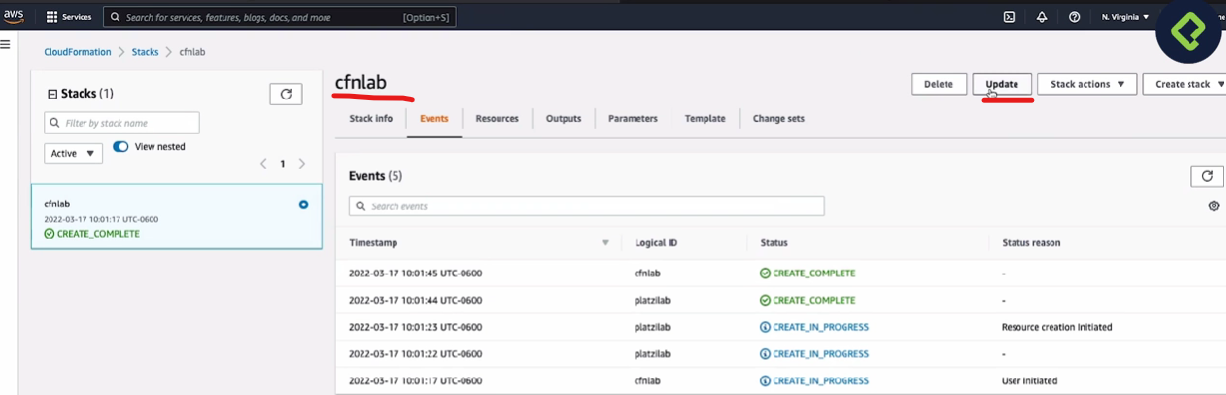 aws Services Search for services, features, blogs, docs, and more [Option+S] N. Virginia
CloudFormation > Stacks > cfnlab
Stacks (1)
Filter by stack name
Active View nested
1
cfnlab
2022-03-17 10:01:17 UTC-0600
CREATE_COMPLETE
cfnlab
Delete Update Stack actions Create stack
Stack info Events Resources Outputs Parameters Template Change sets
Events (5)
Search events
Timestamp Logical ID Status Status reason
2022-03-17 10:01:45 UTC-0600 cfnlab CREATE_COMPLETE -
2022-03-17 10:01:44 UTC-0600 platzilab CREATE_COMPLETE -
2022-03-17 10:01:23 UTC-0600 platzilab CREATE_IN_PROGRESS Resource creation Initiated
2022-03-17 10:01:22 UTC-0600 platzilab CREATE_IN_PROGRESS -
2022-03-17 10:01:17 UTC-0600 cfnlab CREATE_IN_PROGRESS User Initiated